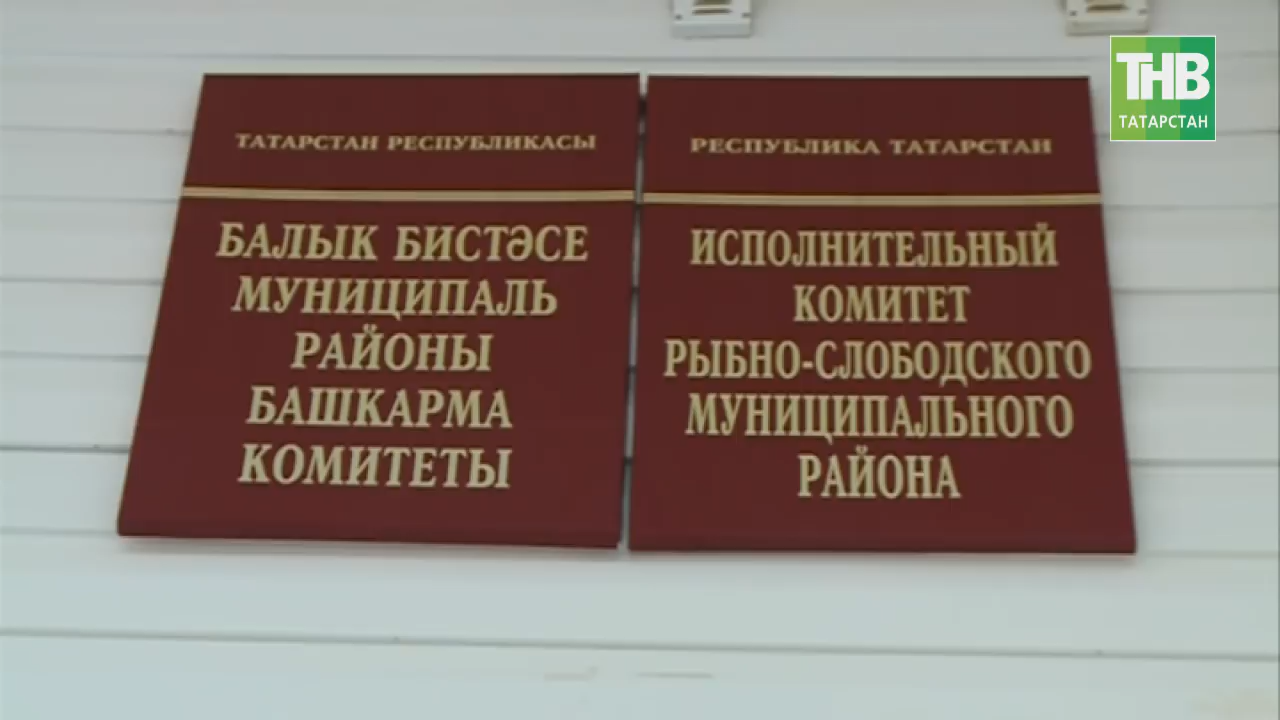 ТАТАРСТАН РЕСПУБЛИКАСЫ
БАЛЫК БИСТӘСЕ
МУНИЦИПАЛЬ
РАЙОНЫ
БАШКАРМА
КОМИТЕТЫ
РЕСПУБЛИКА ТАТАРСТАН
ИСПОЛНИТЕЛЬНЫЙ
КОМИТЕТ
РЫБНО-СЛОБОДСКОГО
МУНИЦИПАЛЬНОГО
РАЙОНА
ТНВ
ТАТАРСТАН